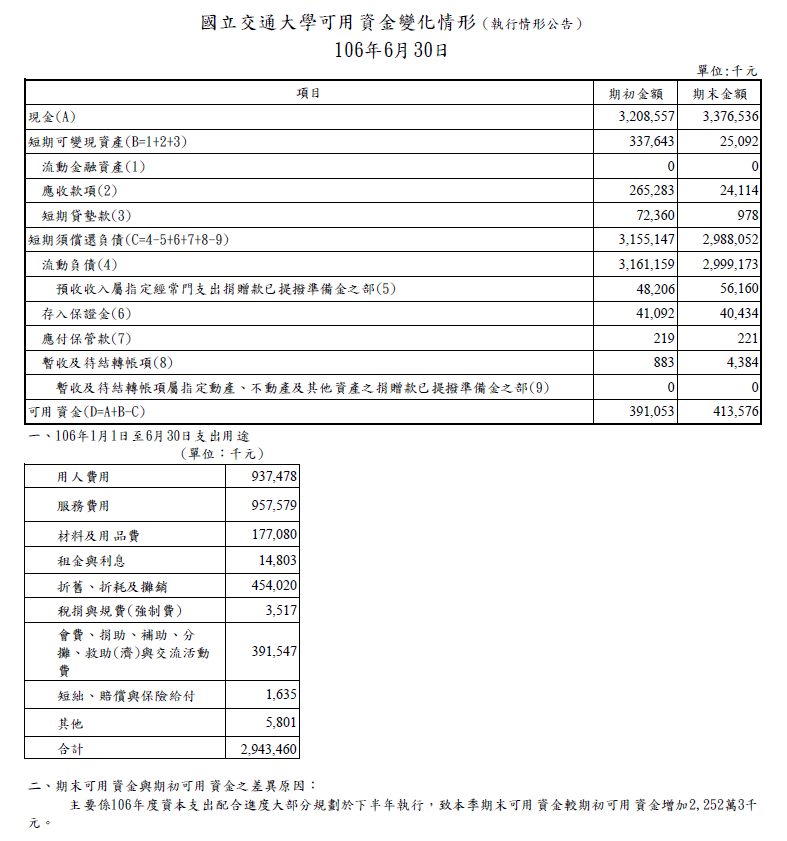 國立交通大學可用資金變化情形(執行情形公告)
106年6月30日
單位:千元
項目 期初金額 期末金額
現金(A) 3,208,557 3,376,536
短期可變現資產(B=1+2+3) 337,643 25,092
流動金融資產(1) 0 0
應收款項(2) 265,283 24,114
短期貸墊款(3) 72,360 978
短期須償還負債(C=4-5+6+7+8-9) 3,155,147 2,988,052
流動負債(4) 3,161,159 2,999,173
預收收入屬指定經常門支出捐贈款已提撥準備金之部(5) 48,206 56,160
存入保證金(6) 41,092 40,434
應付保管款(7) 219 221
暫收及待結轉帳項(8) 883 4,384
暫收及待結轉帳項屬指定動產、不動產及其他資產之捐贈款已提撥準備金之部(9) 0 0
可用資金(D=A+B-C) 391,053 413,576
一、106年1月1日至6月30日支出用途
(單位：千元)
用人費用 937,478
服務費用 957,579
材料及用品費 177,080
租金與利息 14,803
折舊、折耗及攤銷 454,020
稅捐與規費(強制費) 3,517
會費、捐助、補助、分
攤、救助(濟)與交流活動 391,547
費
短絀、賠償與保險給付 1,635
其他 5,801
合計 2,943,460
二、期末可用資金與期初可用資金之差異原因：
主要係106年度資本支出配合進度大部分規劃於下半年執行，致本季期末可用資金較期初可用資金增加2,252萬3千
元。